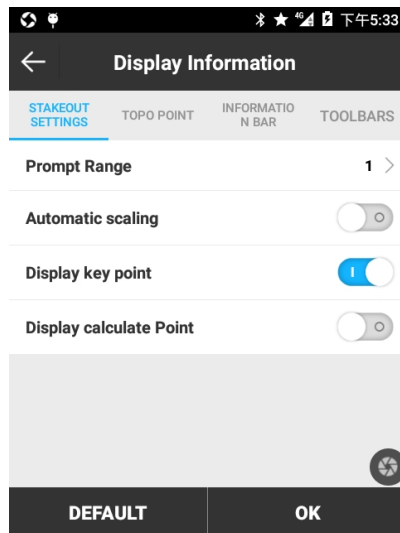 4G 下午5:33
Display Information
STAKEOUT
SETTINGS
TOPO POINT
INFORMATIO
N BAR
TOOLBARS
Prompt Range 1
Automatic scaling
Display key point
Display calculate Point
DEFAULT OK